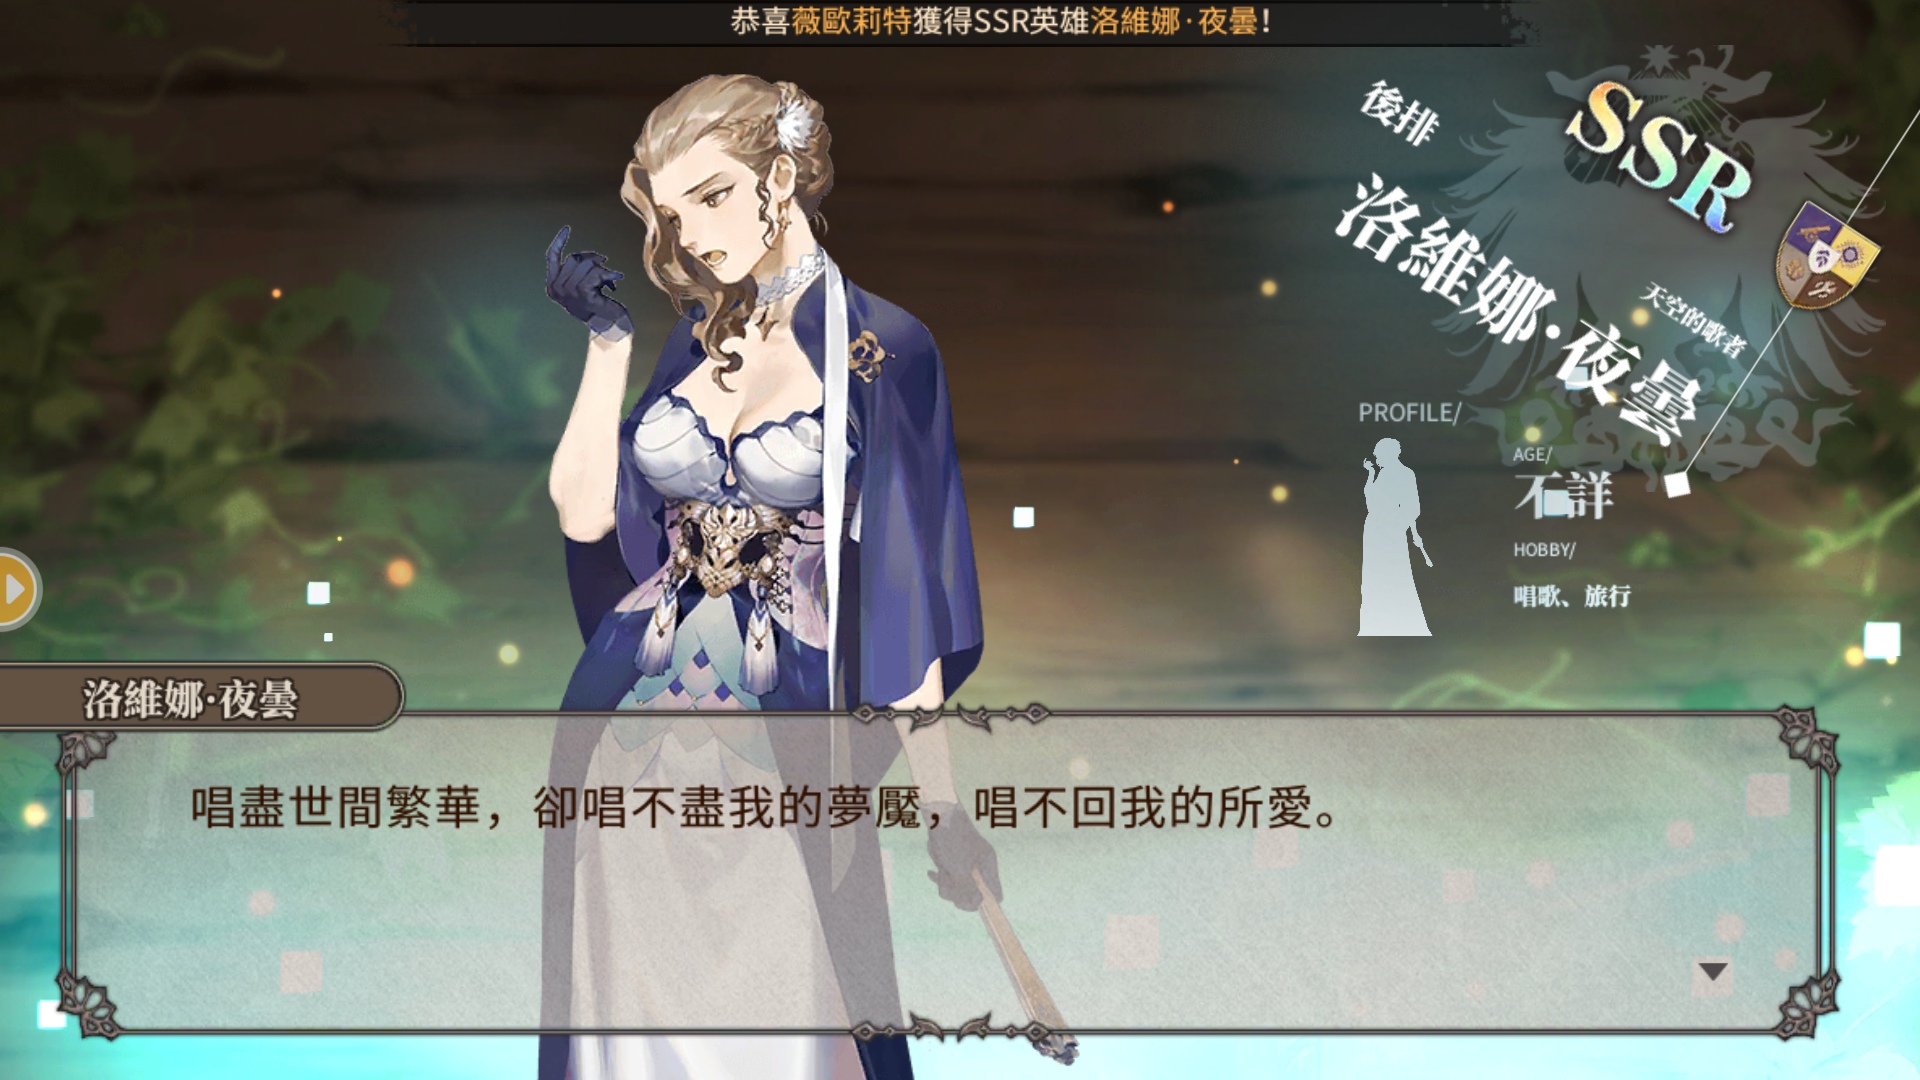 恭喜薇歐莉特獲得SSR英雄洛維娜·夜曇!
SSR
後排
洛維娜·夜曇
天空的歌者
PROFILE/
AGE/
不詳
HOBBY/
唱歌、旅行
洛維娜·夜曇
唱盡世間繁華，卻唱不盡我的夢魘，唱不回我的所愛。